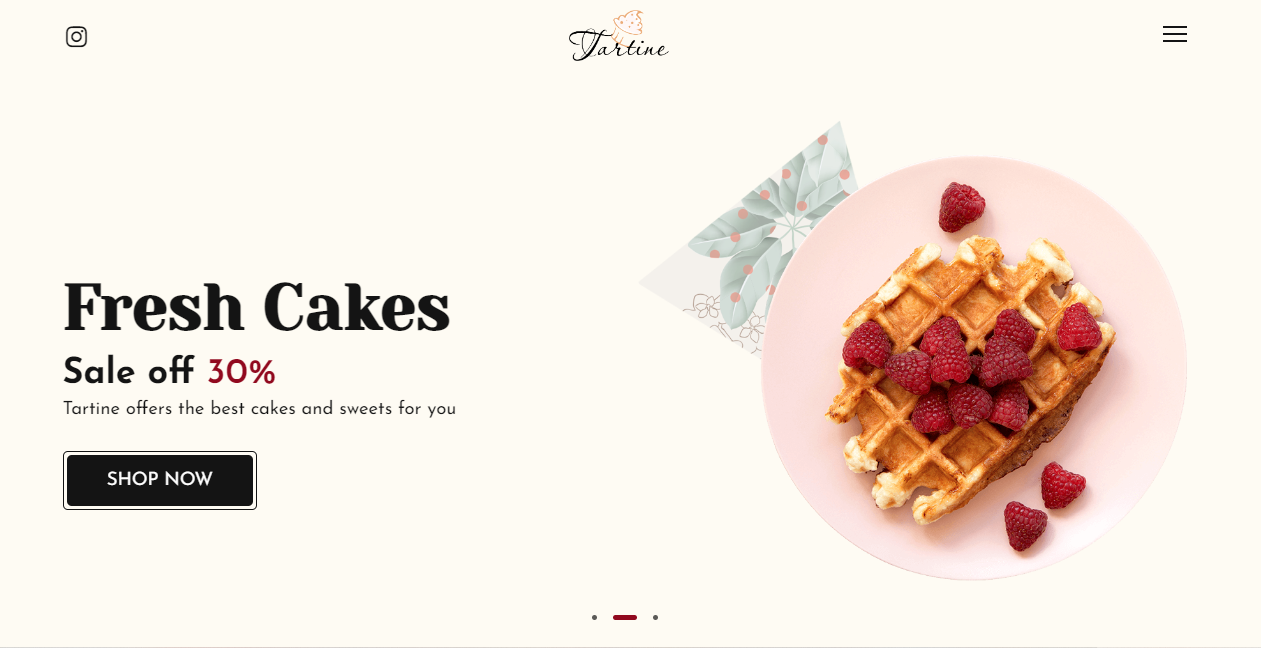 Tartine
Fresh Cakes
Sale off 30%
Tartine offers the best cakes and sweets for you
SHOP NOW